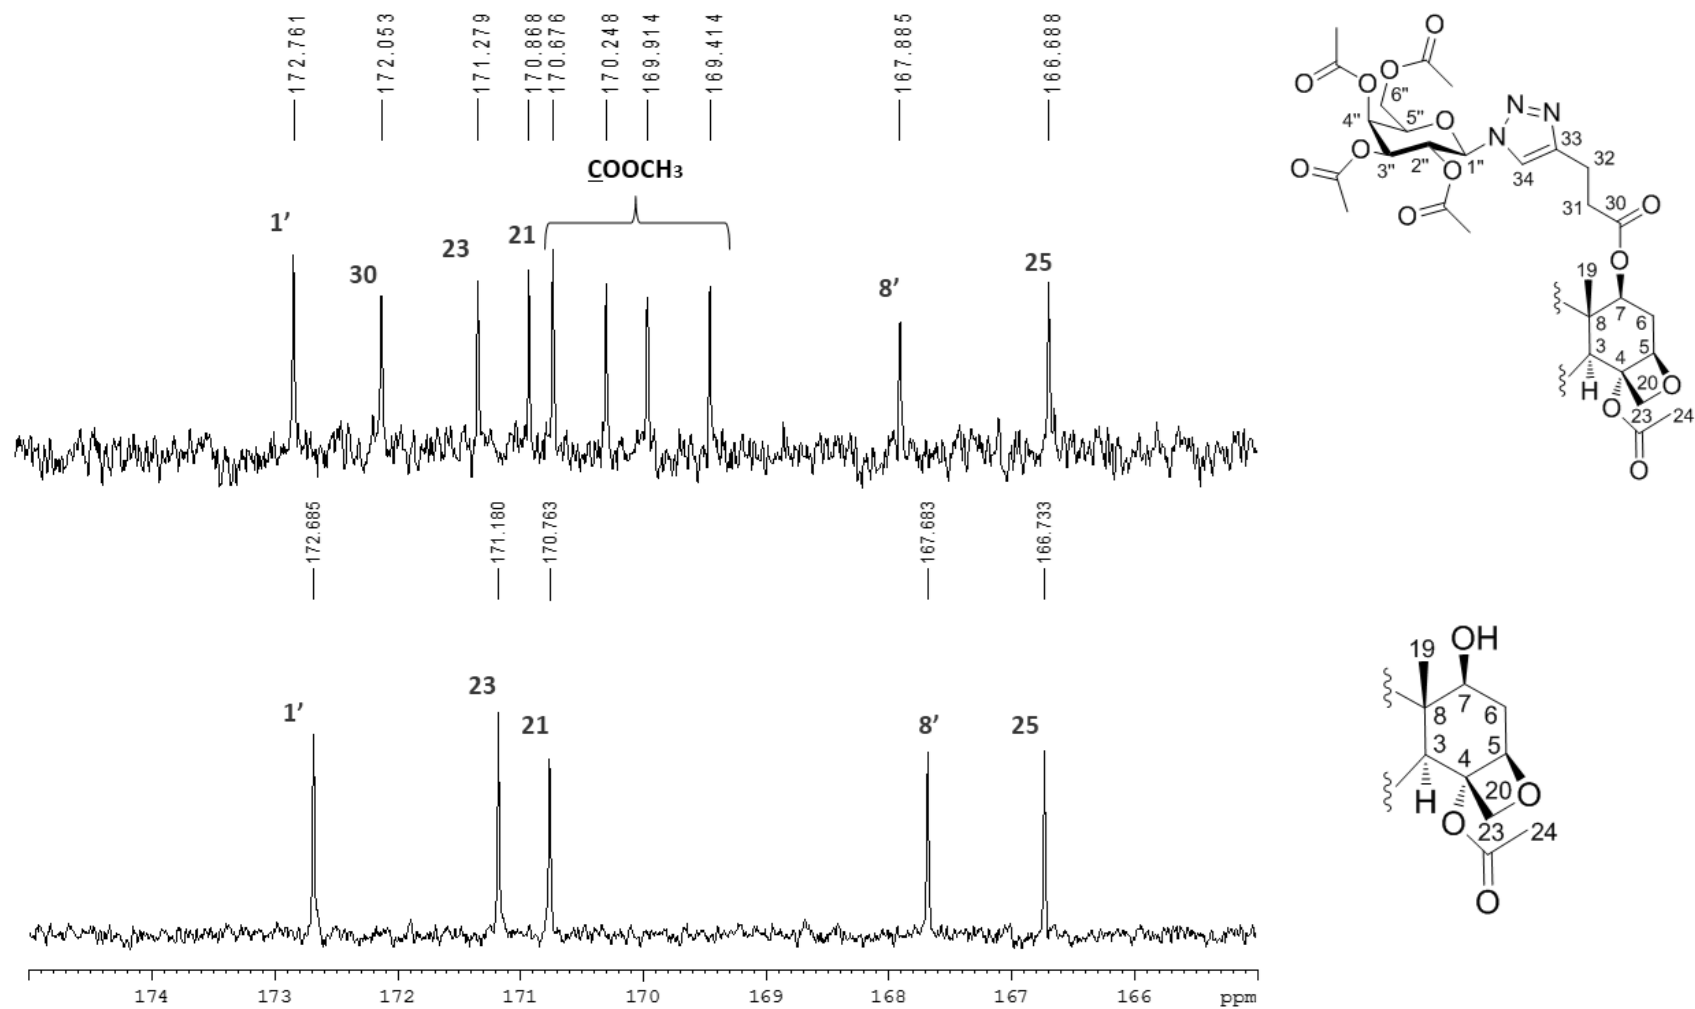 172.761
172.053
171.279
170.868
170.676
170.248
169.914
169.414
167.885
166.688
COOCH3
1’
30
23
21
8’
25
172.685
171.180
170.763
167.683
166.733
1’
23
21
8’
25
174 173 172 171 170 169 168 167 166 ppm
O
O
O
O
O
6"
4"
5"
O
N
N
N
33
32
O
O
3"
2"
O
1"
34
O
31
30
O
O
19
7
8
6
3
4
5
H
20
O
O
23
24
O
OH
19
7
8
6
3
4
5
H
20
O
O
23
24
O